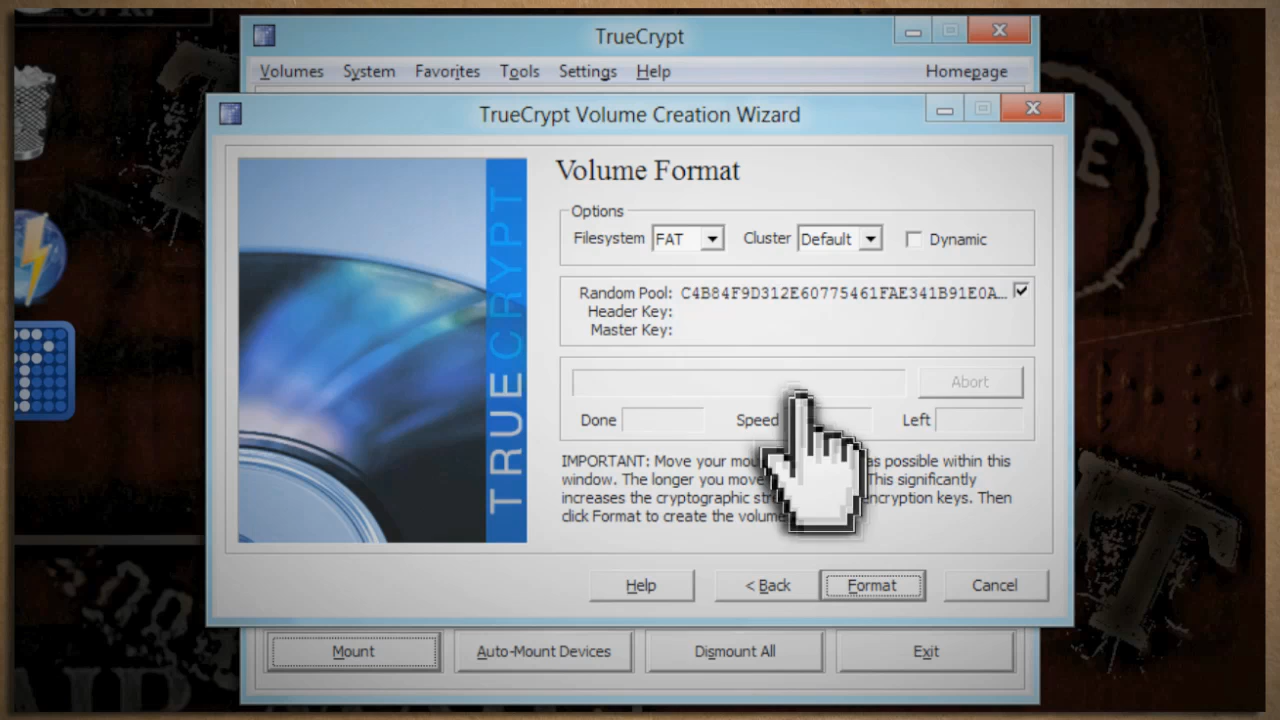 TrueCrypt
Volumes System Favorites Tools Settings Help Homepage
TrueCrypt Volume Creation Wizard
TRUECRYPT
Volume Format
Options
Filesystem FAT Cluster Default Dynamic
Random Pool: C4B84F9D312E60775461FAE341B91E0A...
Header Key:
Master Key:
Abort
Done Speed Left
IMPORTANT: Move your as possible within this
window. The longer you move This significantly
increases the cryptographic encryption keys. Then
click Format to create the volume
Help < Back Format Cancel
Mount Auto-Mount Devices Dismount All Exit